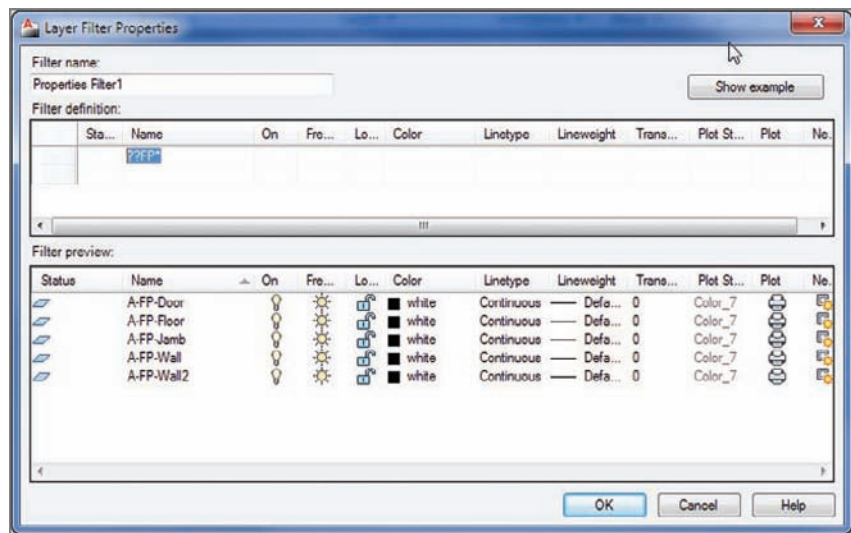 Layer Filter Properties
Filter name:
Properties Filter1
Show example
Filter definition:
Sta... Name On Fre... Lo... Color Linetype Lineweight Trans... Plot St... Plot Ne.
??FP*
Filter preview:
Status Name On Fre... Lo... Color Linetype Lineweight Trans... Plot St... Plot Ne.
A-FP-Door white Continuous Defa... 0 Color_7
A-FP-Floor white Continuous Defa... 0 Color_7
A-FP-Jamb white Continuous Defa... 0 Color_7
A-FP-Wall white Continuous Defa... 0 Color_7
A-FP-Wall2 white Continuous Defa... 0 Color_7
OK Cancel Help